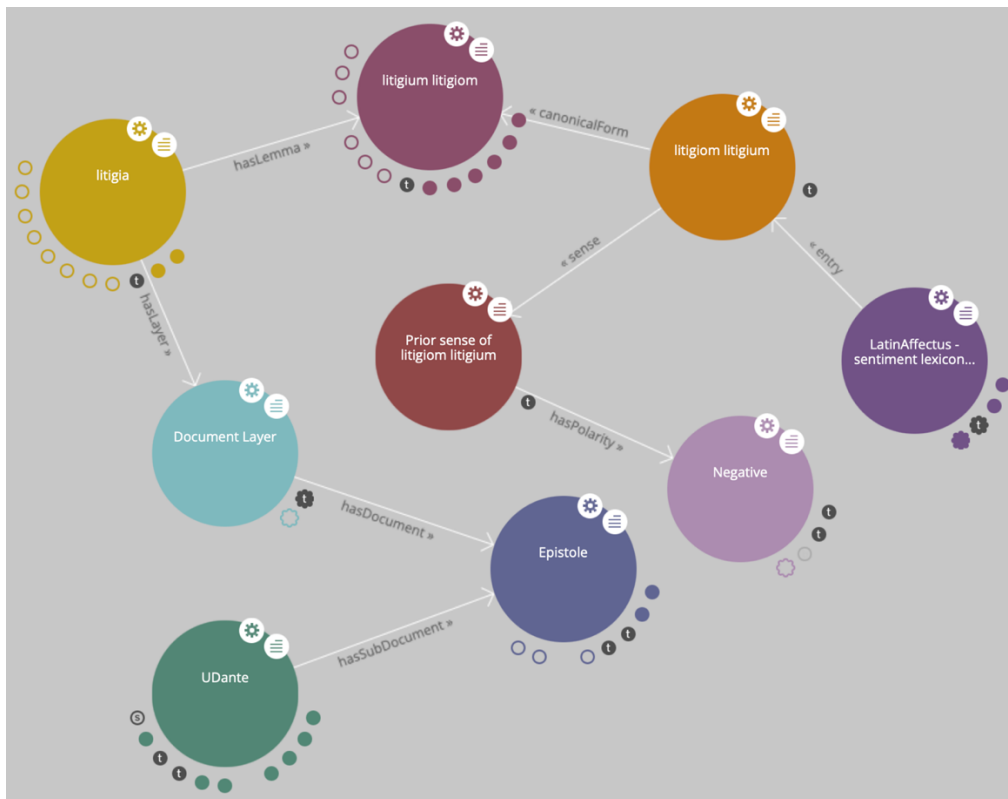 litigium litigiom
« canonicalForm
litigiom litigium
hasLemma »
litigia
« sense
« entry
hasLayer »
Prior sense of
litigiom litigium
LatinAffectus -
sentiment lexicon...
hasPolarity »
Document Layer
Negative
hasDocument »
Epistole
hasSubDocument »
UDante
t
t
t
t
t
t
t
t
t
t
s
t
t